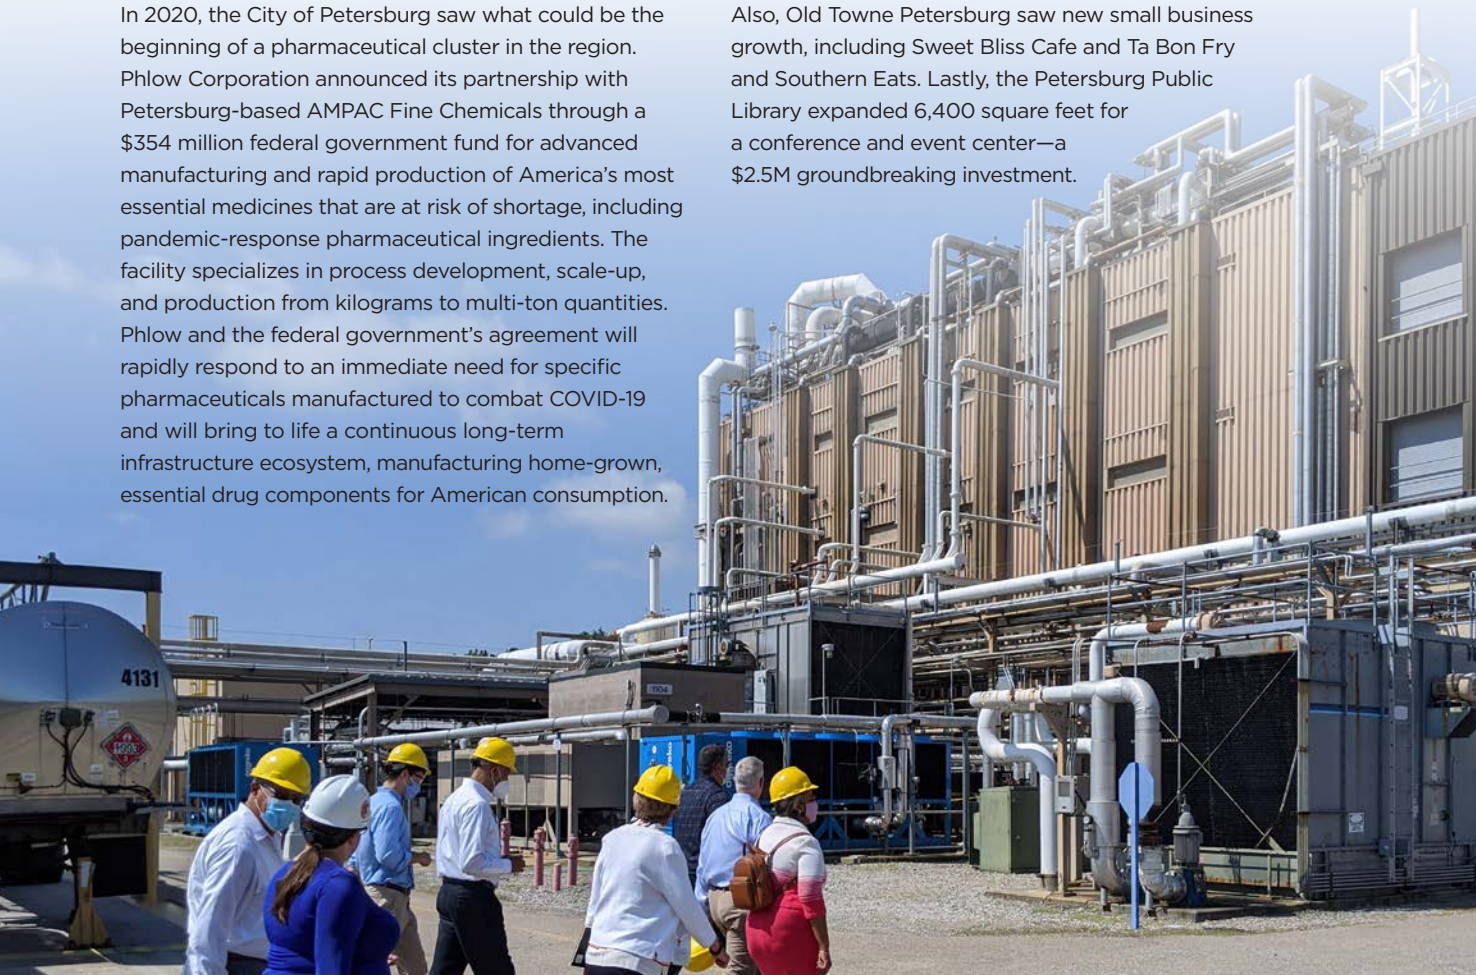 In 2020, the City of Petersburg saw what could be the
beginning of a pharmaceutical cluster in the region.
Phlow Corporation announced its partnership with
Petersburg-based AMPAC Fine Chemicals through a
$354 million federal government fund for advanced
manufacturing and rapid production of America’s most
essential medicines that are at risk of shortage, including
pandemic-response pharmaceutical ingredients. The
facility specializes in process development, scale-up,
and production from kilograms to multi-ton quantities.
Phlow and the federal government’s agreement will
rapidly respond to an immediate need for specific
pharmaceuticals manufactured to combat COVID-19
and will bring to life a continuous long-term
infrastructure ecosystem, manufacturing home-grown,
essential drug components for American consumption.
Also, Old Towne Petersburg saw new small business
growth, including Sweet Bliss Cafe and Ta Bon Fry
and Southern Eats. Lastly, the Petersburg Public
Library expanded 6,400 square feet for
a conference and event center—a
$2.5M groundbreaking investment.
4131
1104